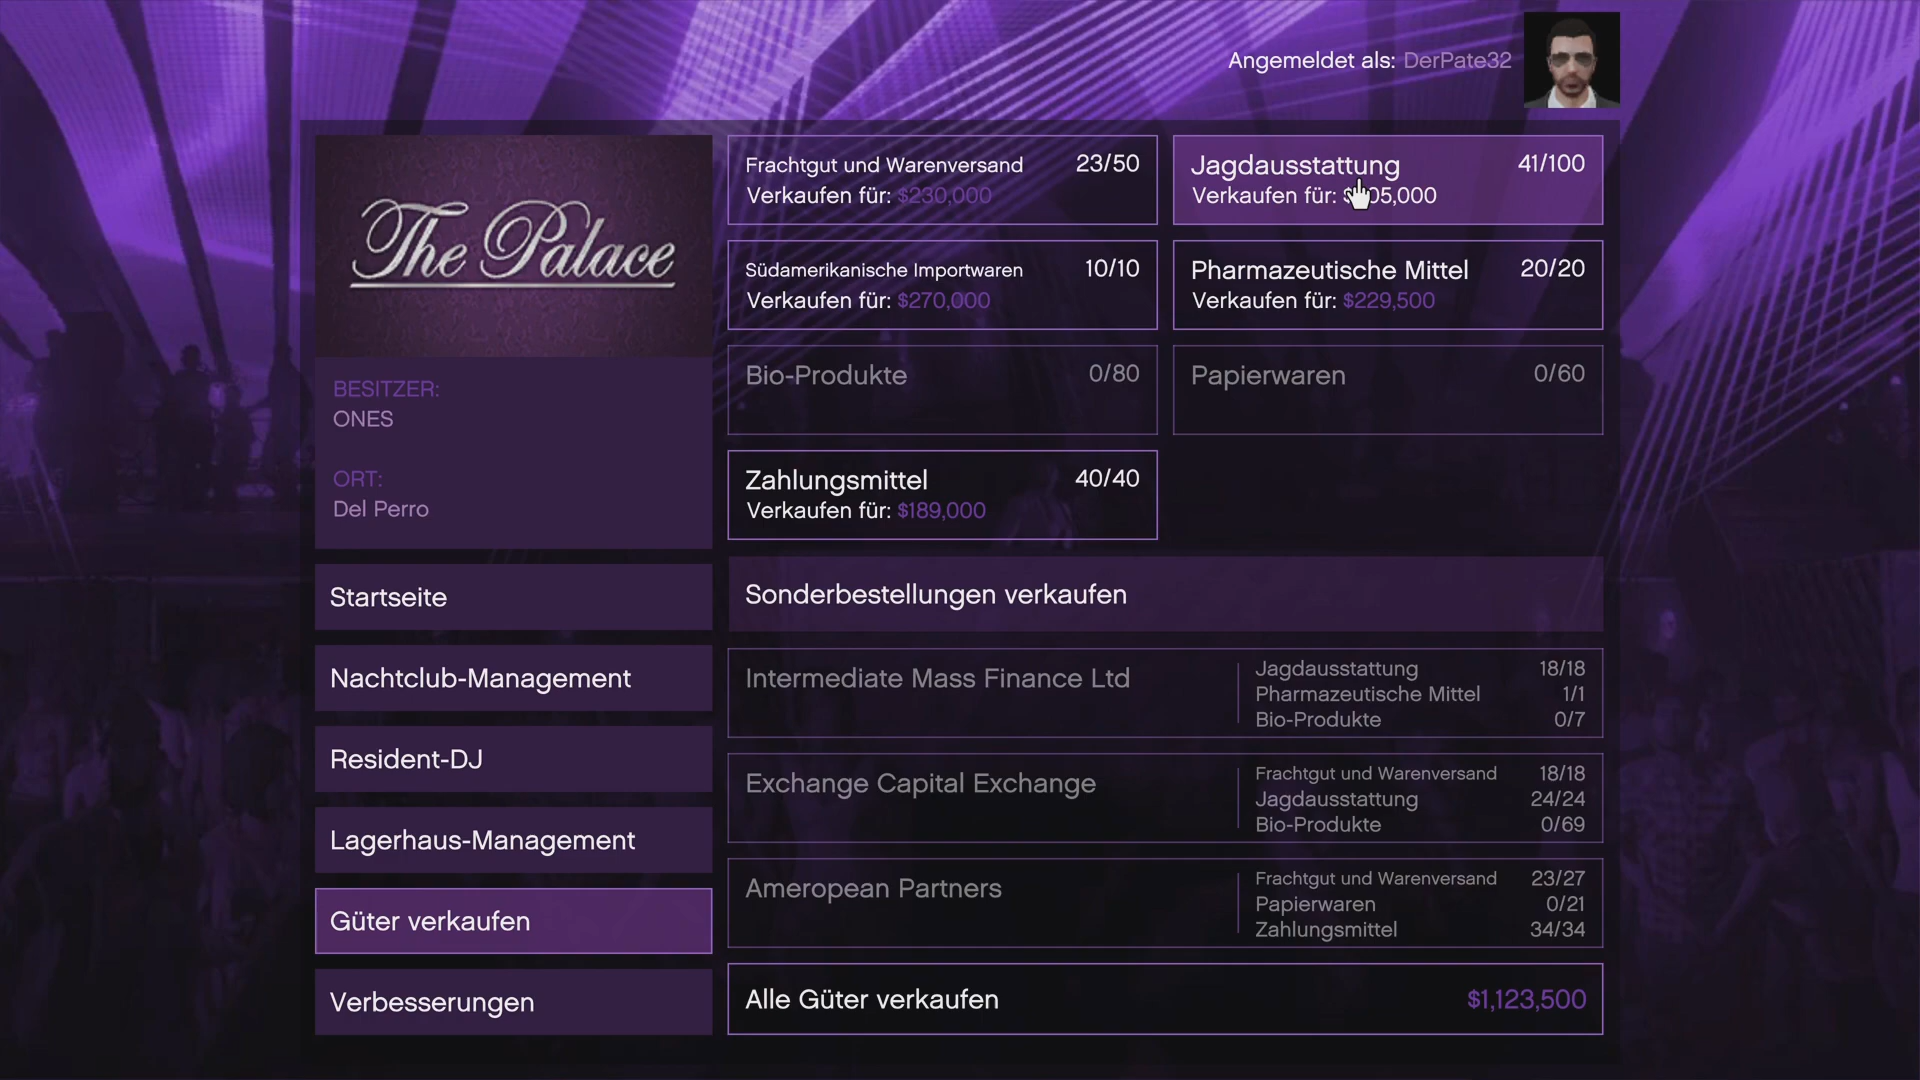 Angemeldet als: DerPate32
The Palace
BESITZER:
ONES
ORT:
Del Perro
Startseite
Nachtclub-Management
Resident-DJ
Lagerhaus-Management
Güter verkaufen
Verbesserungen
Frachtgut und Warenversand 23/50
Verkaufen für: $230,000
Jagdausstattung 41/100
Verkaufen für:
Südamerikanische Importwaren 10/10
Verkaufen für: $270,000
Pharmazeutische Mittel 20/20
Verkaufen für: $229,500
Bio-Produkte 0/80
Papierwaren 0/60
Zahlungsmittel 40/40
Verkaufen für: $189,000
Sonderbestellungen verkaufen
Intermediate Mass Finance Ltd
Jagdausstattung 18/18
Pharmazeutische Mittel 1/1
Bio-Produkte 0/7
Exchange Capital Exchange
Frachtgut und Warenversand 18/18
Jagdausstattung 24/24
Bio-Produkte 0/69
Ameropean Partners
Frachtgut und Warenversand 23/27
Papierwaren 0/21
Zahlungsmittel 34/34
Alle Güter verkaufen $1,123,500